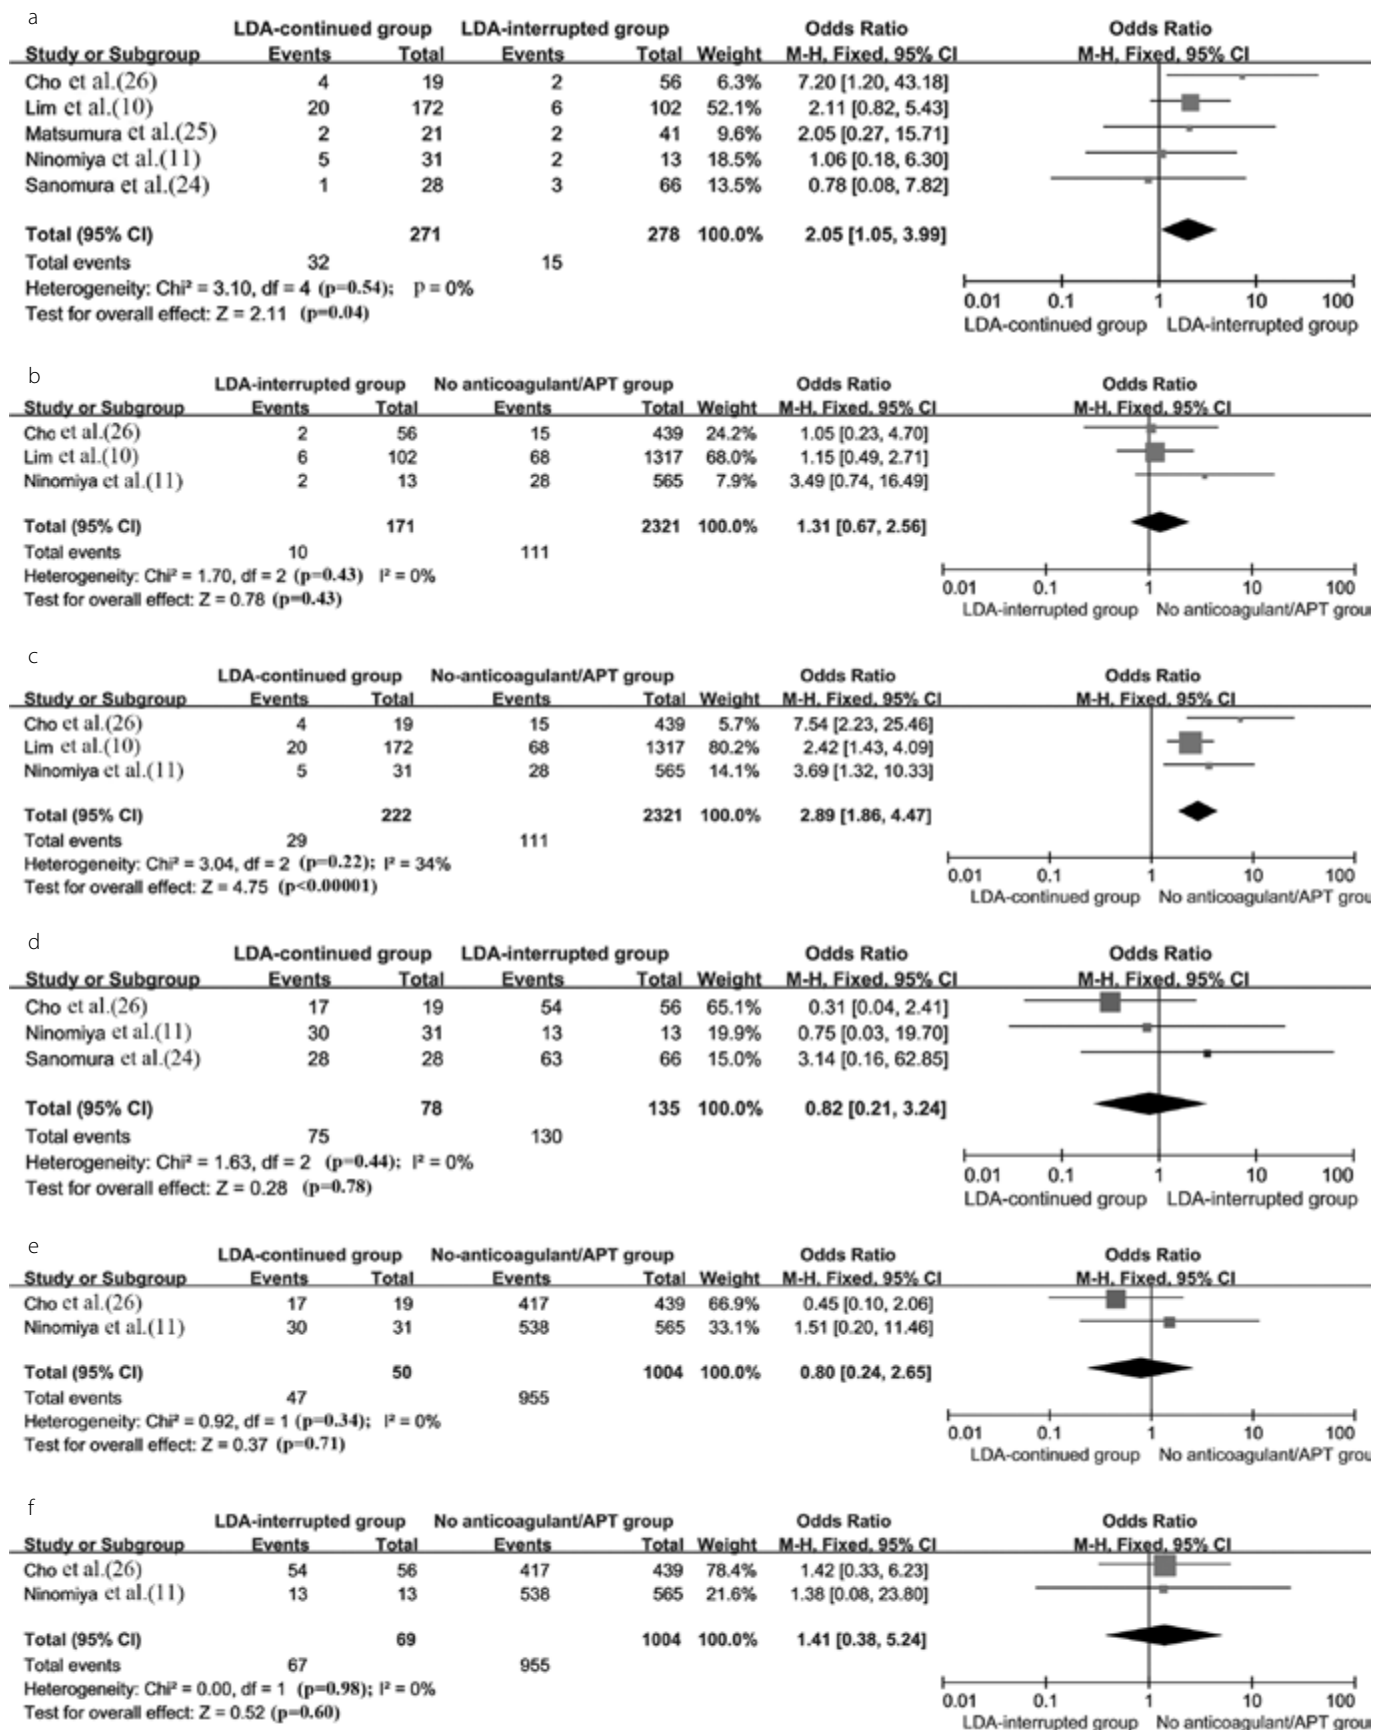 a
LDA-continued group LDA-interrupted group Odds Ratio Odds Ratio
Study or Subgroup Events Total Events Total Weight M-H, Fixed, 95% CI M-H, Fixed, 95% CI
Cho et al.(26) 4 19 2 56 6.3% 7.20 [1.20, 43.18]
Lim et al.(10) 20 172 6 102 52.1% 2.11 [0.82, 5.43]
Matsumura et al.(25) 2 21 2 41 9.6% 2.05 [0.27, 15.71]
Ninomiya et al.(11) 5 31 2 13 18.5% 1.06 [0.18, 6.30]
Sanomura et al.(24) 1 28 3 66 13.5% 0.78 [0.08, 7.82]
Total (95% CI) 271 278 100.0% 2.05 [1.05, 3.99]
Total events 32 15
Heterogeneity: Chi² = 3.10, df = 4 (p=0.54); p = 0%
Test for overall effect: Z = 2.11 (p=0.04)
0.01 0.1 1 10 100
LDA-continued group LDA-interrupted group
b
LDA-interrupted group No anticoagulant/APT group Odds Ratio Odds Ratio
Study or Subgroup Events Total Events Total Weight M-H, Fixed, 95% CI M-H, Fixed, 95% CI
Cho et al.(26) 2 56 15 439 24.2% 1.05 [0.23, 4.70]
Lim et al.(10) 6 102 68 1317 68.0% 1.15 [0.49, 2.71]
Ninomiya et al.(11) 2 13 28 565 7.9% 3.49 [0.74, 16.49]
Total (95% CI) 171 2321 100.0% 1.31 [0.67, 2.56]
Total events 10 111
Heterogeneity: Chi² = 1.70, df = 2 (p=0.43) I² = 0%
Test for overall effect: Z = 0.78 (p=0.43)
0.01 0.1 1 10 100
LDA-interrupted group No anticoagulant/APT grou
c
LDA-continued group No-anticoagulant/APT group Odds Ratio Odds Ratio
Study or Subgroup Events Total Events Total Weight M-H, Fixed, 95% CI M-H, Fixed, 95% CI
Cho et al.(26) 4 19 15 439 5.7% 7.54 [2.23, 25.46]
Lim et al.(10) 20 172 68 1317 80.2% 2.42 [1.43, 4.09]
Ninomiya et al.(11) 5 31 28 565 14.1% 3.69 [1.32, 10.33]
Total (95% CI) 222 2321 100.0% 2.89 [1.86, 4.47]
Total events 29 111
Heterogeneity: Chi² = 3.04, df = 2 (p=0.22); I² = 34%
Test for overall effect: Z = 4.75 (p<0.00001)
0.01 0.1 1 10 100
LDA-continued group No anticoagulant/APT grou
d
LDA-continued group LDA-interrupted group Odds Ratio Odds Ratio
Study or Subgroup Events Total Events Total Weight M-H, Fixed, 95% CI M-H, Fixed, 95% CI
Cho et al.(26) 17 19 54 56 65.1% 0.31 [0.04, 2.41]
Ninomiya et al.(11) 30 31 13 13 19.9% 0.75 [0.03, 19.70]
Sanomura et al.(24) 28 28 63 66 15.0% 3.14 [0.16, 62.85]
Total (95% CI) 78 135 100.0% 0.82 [0.21, 3.24]
Total events 75 130
Heterogeneity: Chi² = 1.63, df = 2 (p=0.44); I² = 0%
Test for overall effect: Z = 0.28 (p=0.78)
0.01 0.1 1 10 100
LDA-continued group LDA-interrupted group
e
LDA-continued group No-anticoagulant/APT group Odds Ratio Odds Ratio
Study or Subgroup Events Total Events Total Weight M-H, Fixed, 95% CI M-H, Fixed, 95% CI
Cho et al.(26) 17 19 417 439 66.9% 0.45 [0.10, 2.06]
Ninomiya et al.(11) 30 31 538 565 33.1% 1.51 [0.20, 11.46]
Total (95% CI) 50 1004 100.0% 0.80 [0.24, 2.65]
Total events 47 955
Heterogeneity: Chi² = 0.92, df = 1 (p=0.34); I² = 0%
Test for overall effect: Z = 0.37 (p=0.71)
0.01 0.1 1 10 100
LDA-continued group No anticoagulant/APT grou
f
LDA-interrupted group No anticoagulant/APT group Odds Ratio Odds Ratio
Study or Subgroup Events Total Events Total Weight M-H, Fixed, 95% CI M-H, Fixed, 95% CI
Cho et al.(26) 54 56 417 439 78.4% 1.42 [0.33, 6.23]
Ninomiya et al.(11) 13 13 538 565 21.6% 1.38 [0.08, 23.80]
Total (95% CI) 69 1004 100.0% 1.41 [0.38, 5.24]
Total events 67 955
Heterogeneity: Chi² = 0.00, df = 1 (p=0.98); I² = 0%
Test for overall effect: Z = 0.52 (p=0.60)
0.01 0.1 1 10 100
LDA-interrupted group No anticoagulant/APT grou